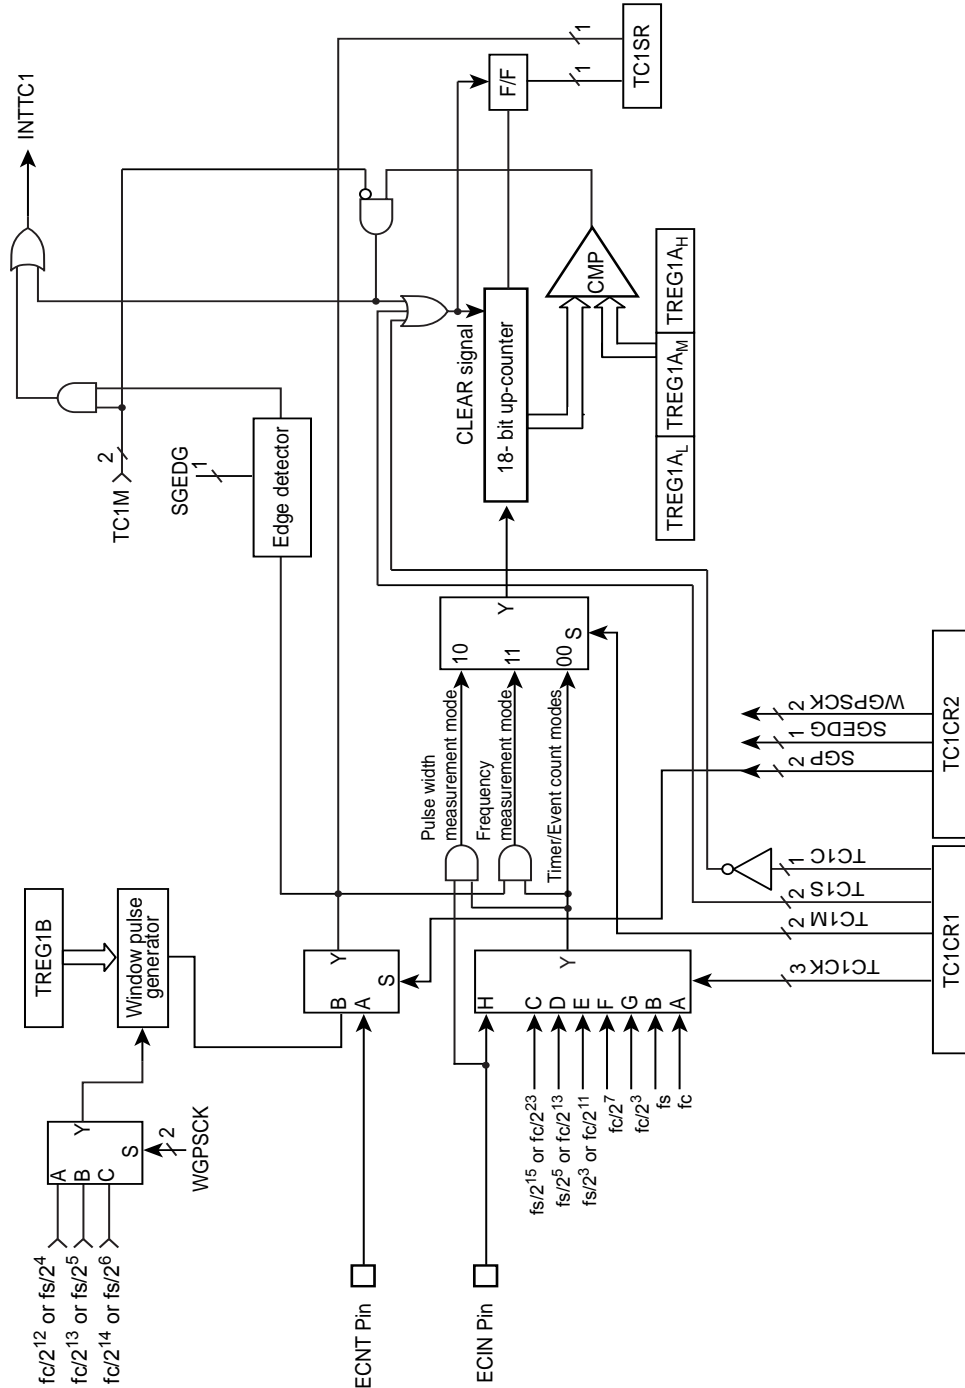 fc/2^12 or fs/2^4
fc/2^13 or fs/2^5
fc/2^14 or fs/2^6
A
B
C
Y
S
2
WGPSCK
TREG1B
Window pulse
generator
ECNT Pin
B
A
Y
S
ECIN Pin
H
C
D
E
F
G
B
A
Y
fs/2^15 or fc/2^23
fs/2^5 or fc/2^13
fs/2^3 or fc/2^11
fc/2^7
fc/2^3
fs
fc
Pulse width
measurement mode
Frequency
measurement mode
Timer/Event count modes
10
11
00
Y
S
TC1M
2
SGEDG
1
Edge detector
INTTC1
CLEAR signal
18- bit up-counter
F/F
1
1
TC1SR
CMP
TREG1A_L
TREG1A_M
TREG1A_H
3
TC1CK
2
TC1M
2
TC1S
1
TC1C
TC1CR1
2
SGP
1
SGEDG
2
WGPSCK
TC1CR2